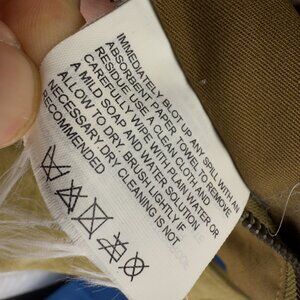 IMMEDIATELY BLOT UP ANY SPILL WITH AN
ABSORBENT PAPER TOWEL. TO REMOVE
RESIDUE, USE A CLEAN CLOTH AND
CAREFULLY WIPE WITH PLAIN WATER OR
A MILD SOAP AND WATER SOLUTION.
ALLOW TO DRY, BRUSH LIGHTLY IF
NECESSARY. DRY CLEANING IS NOT
RECOMMENDED